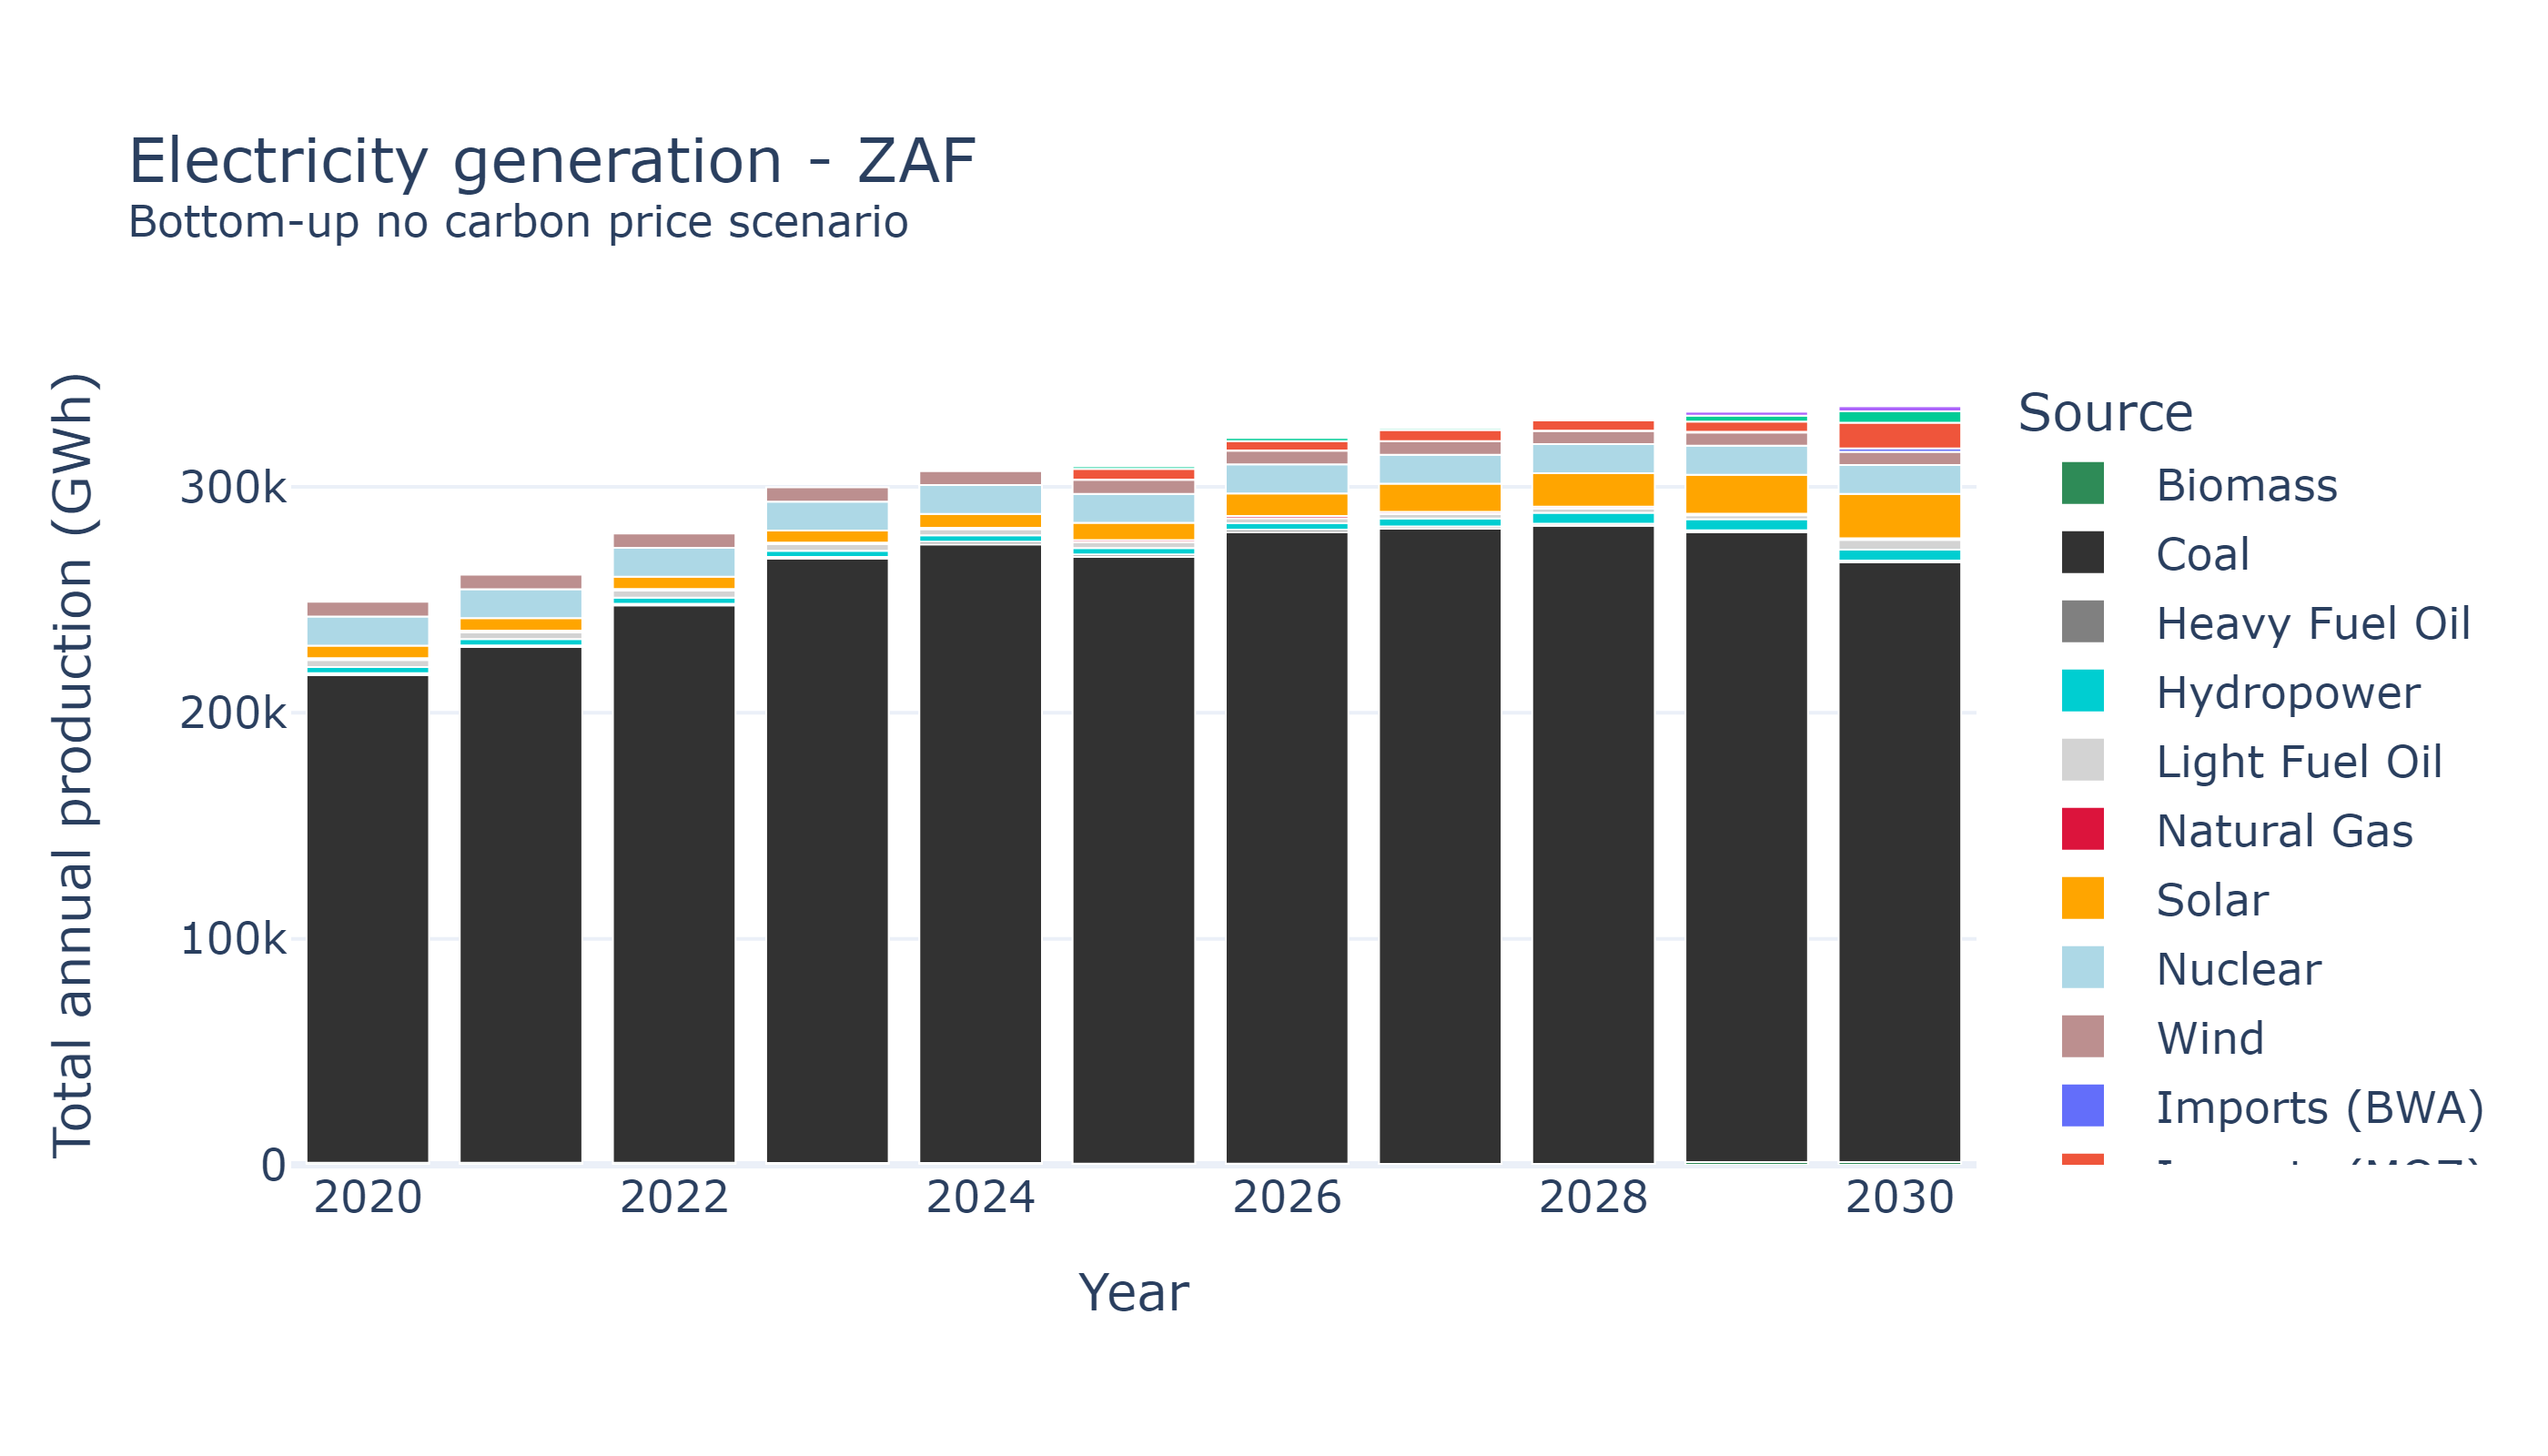 Electricity generation - ZAF
Bottom-up no carbon price scenario
Total annual production (GWh)
300k
200k
100k
0
2020
2022
2024
2026
2028
2030
Year
Source
Biomass
Coal
Heavy Fuel Oil
Hydropower
Light Fuel Oil
Natural Gas
Solar
Nuclear
Wind
Imports (BWA)